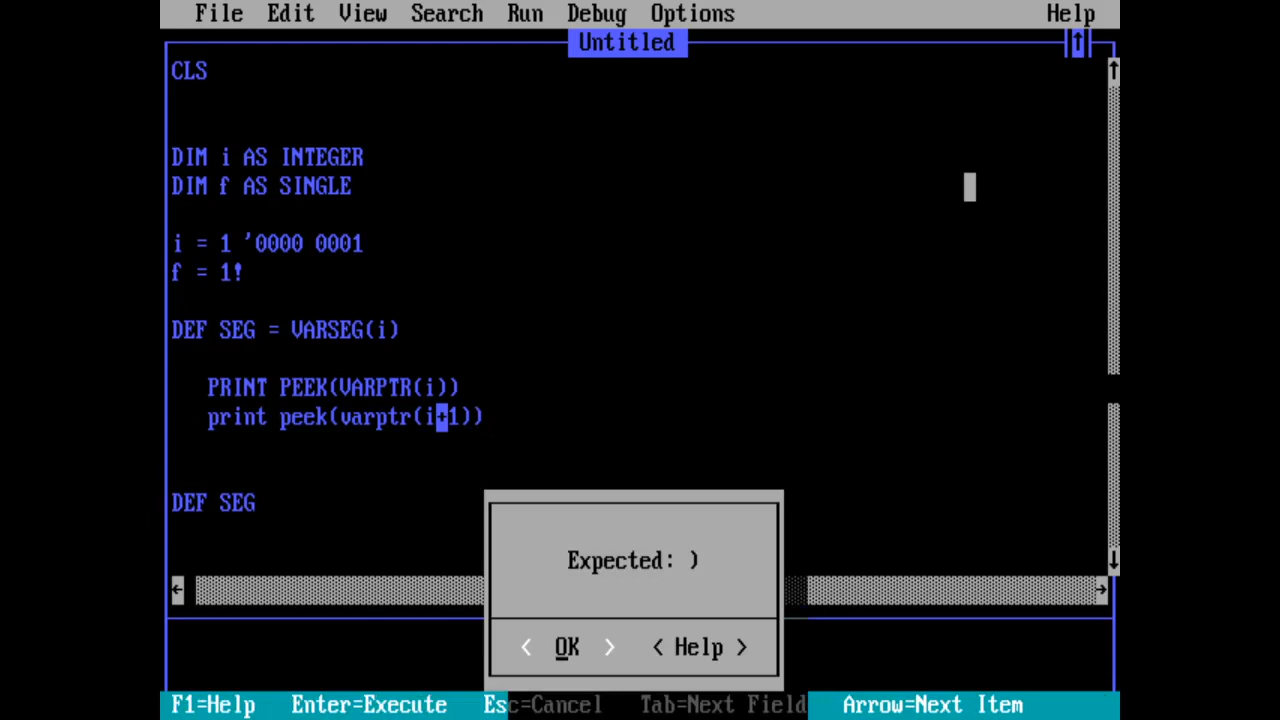 File Edit View Search Run Debug Options Help
Untitled
CLS
DIM i AS INTEGER
DIM f AS SINGLE
i = 1 '0000 0001
f = 1!
DEF SEG = VARSEG(i)
PRINT PEEK(VARPTR(i))
print peek(varptr(i+1))
DEF SEG
Expected: )
< OK > < Help >
F1=Help Enter=Execute Esc=Cancel Tab=Next Field Arrow=Next Item